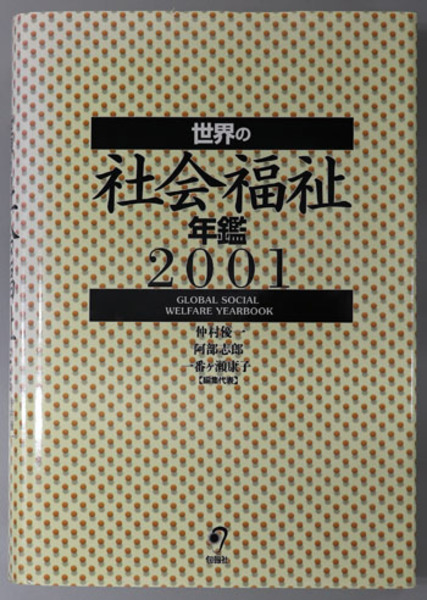 世界の
社会福祉
年鑑
2001
GLOBAL SOCIAL
WELFARE YEARBOOK
仲村優一
阿部志郎
一番ヶ瀬康子
【編集代表】
旬報社